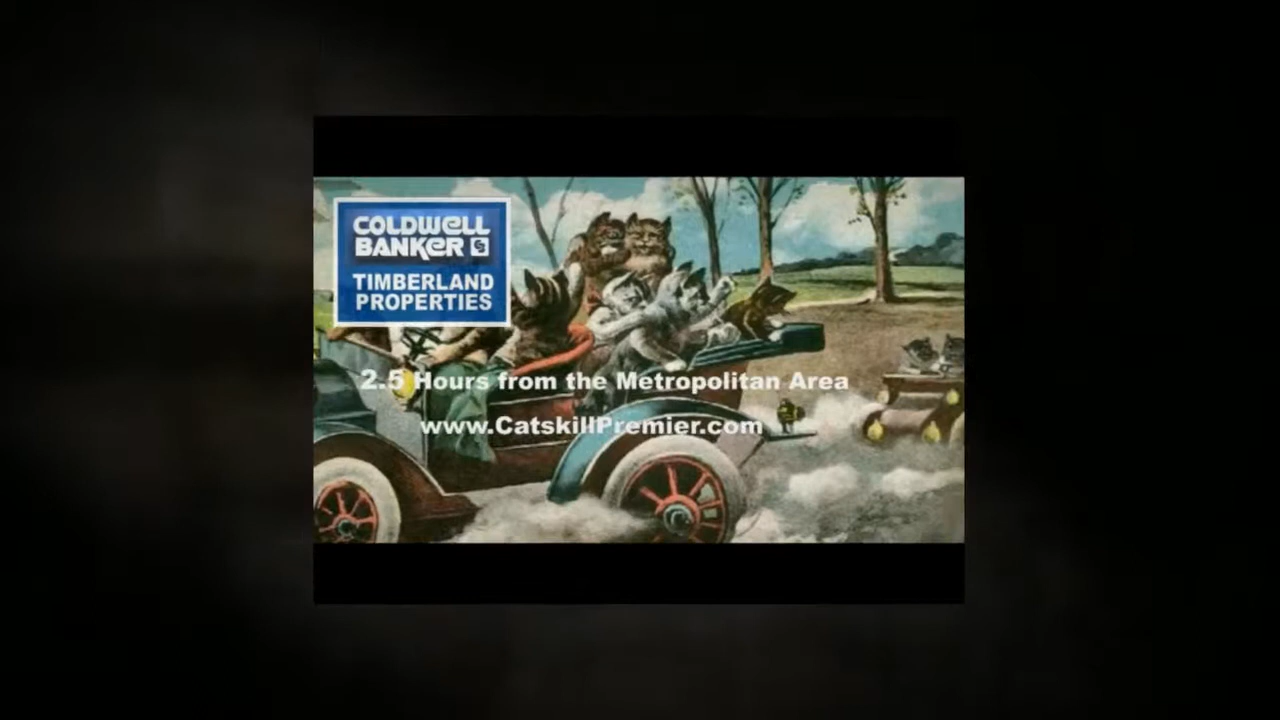 COLDWELL
BANKER
TIMBERLAND
PROPERTIES
2.5 Hours from the Metropolitan Area
www.CatskillPremier.com